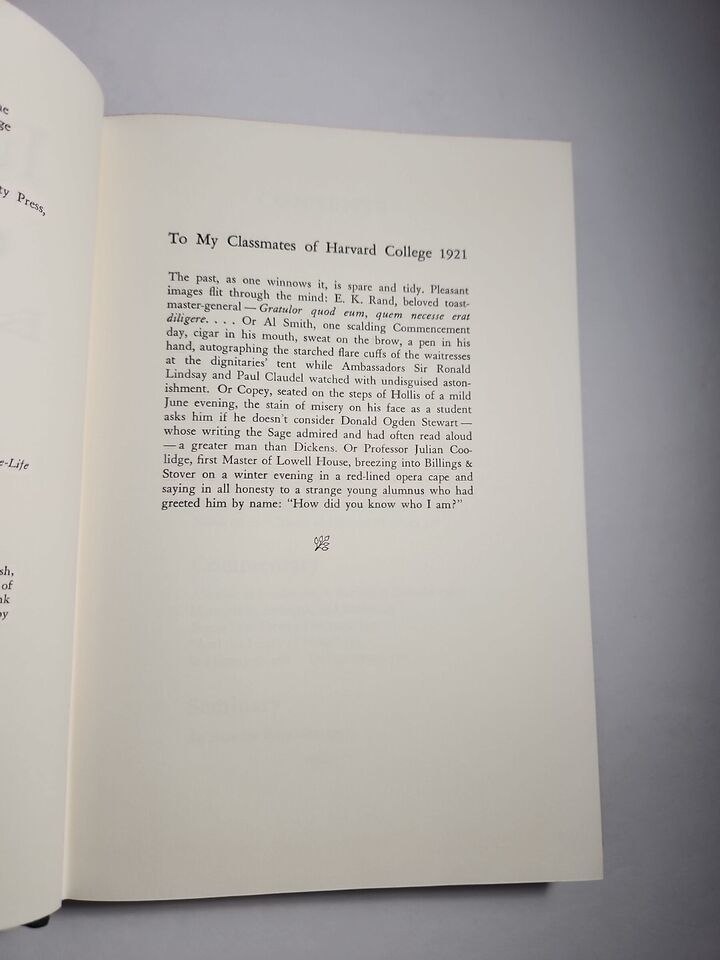 ty Press,
e-Life
of
To My Classmates of Harvard College 1921
The past, as one winnows it, is spare and tidy. Pleasant
images flit through the mind: E. K. Rand, beloved toast-
master-general — Gratulor quod eum, quem necesse erat
diligere. . . . Or Al Smith, one scalding Commencement
day, cigar in his mouth, sweat on the brow, a pen in his
hand, autographing the starched flare cuffs of the waitresses
at the dignitaries' tent while Ambassadors Sir Ronald
Lindsay and Paul Claudel watched with undisguised aston-
ishment. Or Copey, seated on the steps of Hollis of a mild
June evening, the stain of misery on his face as a student
asks him if he doesn't consider Donald Ogden Stewart —
whose writing the Sage admired and had often read aloud
— a greater man than Dickens. Or Professor Julian Coo-
lidge, first Master of Lowell House, breezing into Billings &
Stover on a winter evening in a red-lined opera cape and
saying in all honesty to a strange young alumnus who had
greeted him by name: "How did you know who I am?"